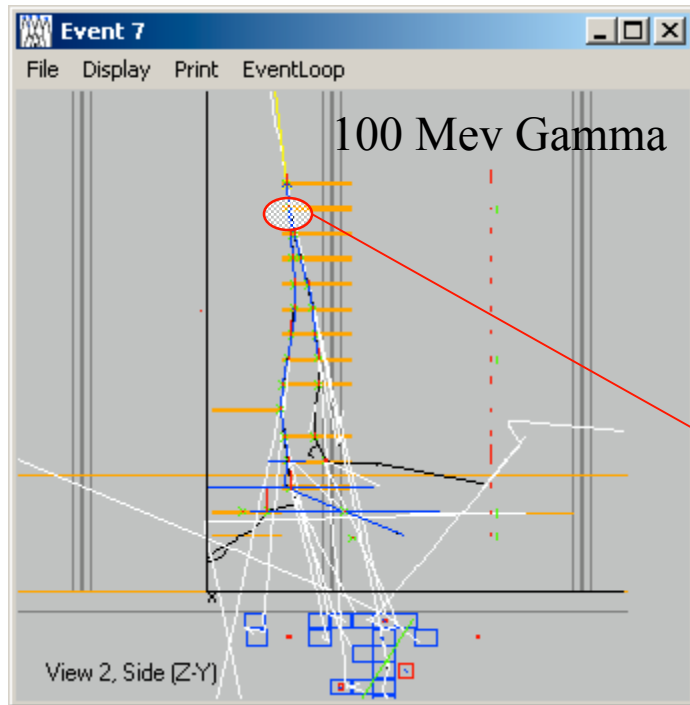 Event 7
File Display Print EventLoop
100 Mev Gamma
x
View 2, Side (Z-Y)